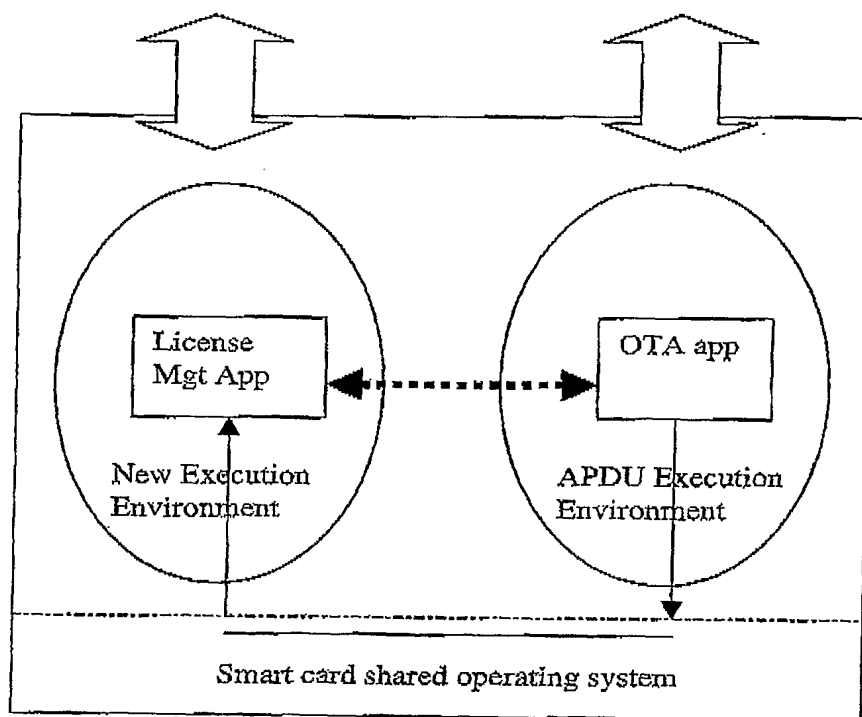 License
Mgt App
OTA app
New Execution
Environment
APDU Execution
Environment
Smart card shared operating system